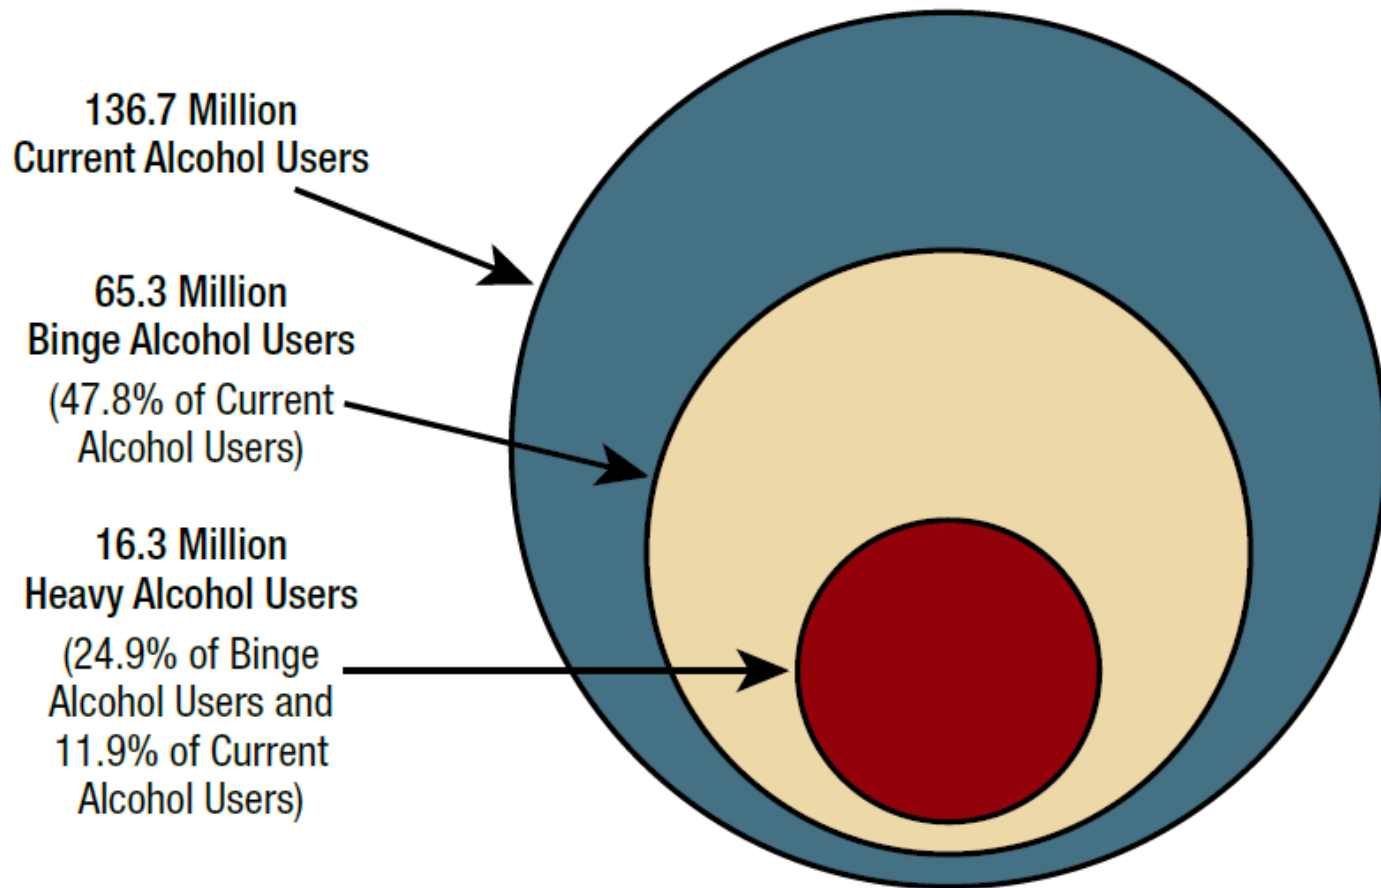 136.7 Million
Current Alcohol Users
65.3 Million
Binge Alcohol Users
(47.8% of Current
Alcohol Users)
16.3 Million
Heavy Alcohol Users
(24.9% of Binge
Alcohol Users and
11.9% of Current
Alcohol Users)